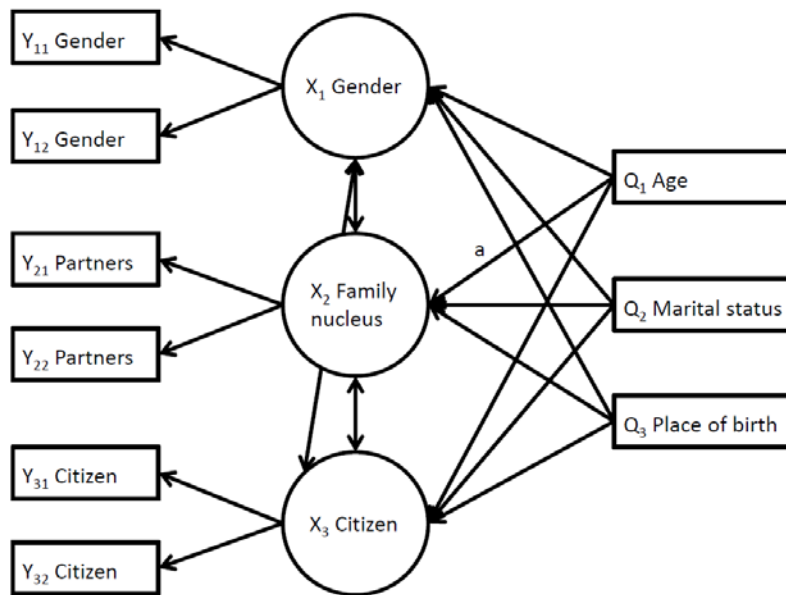 Y11 Gender
Y12 Gender
Y21 Partners
Y22 Partners
Y31 Citizen
Y32 Citizen
X1 Gender
X2 Family
nucleus
X3 Citizen
a
Q1 Age
Q2 Marital status
Q3 Place of birth